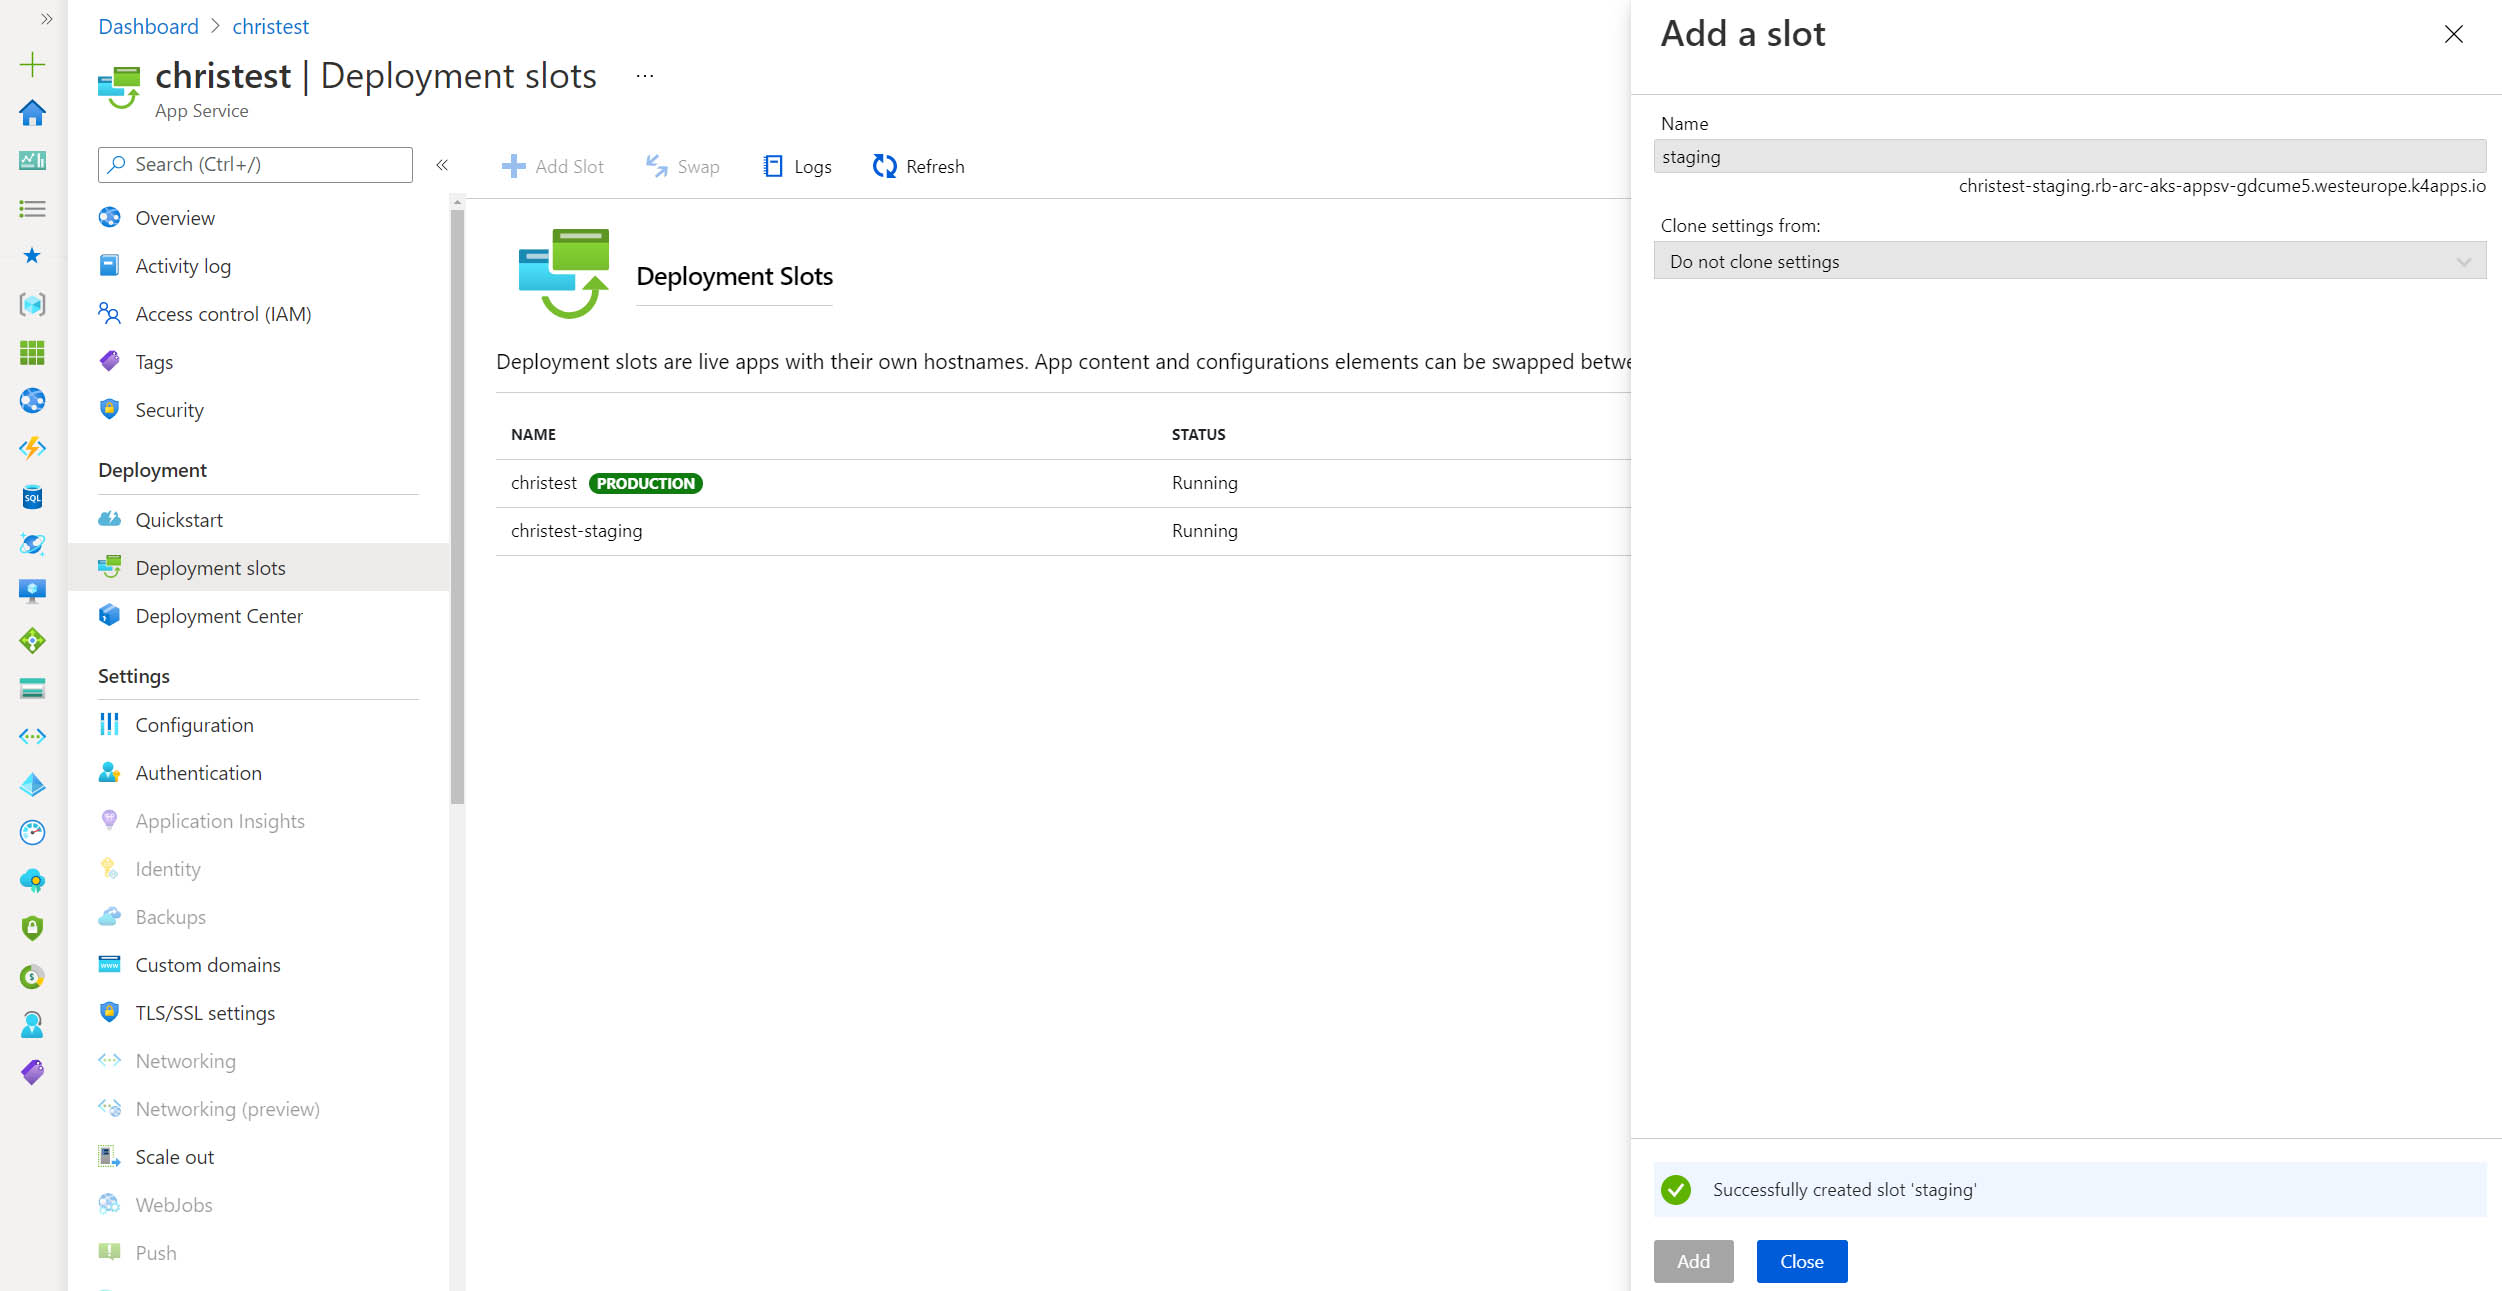 Dashboard > christest
christest | Deployment slots ...
App Service
Search (Ctrl+/)
Overview
Activity log
Access control (IAM)
Tags
Security
Deployment
Quickstart
Deployment slots
Deployment Center
Settings
Configuration
Authentication
Application Insights
Identity
Backups
Custom domains
TLS/SSL settings
Networking
Networking (preview)
Scale out
WebJobs
Push
Add Slot
Swap
Logs
Refresh
Deployment Slots
Deployment slots are live apps with their own hostnames. App content and configurations elements can be swapped betwe
NAME STATUS
christest PRODUCTION Running
christest-staging Running
Add a slot
Name
staging
christest-staging.rb-arc-aks-appsv-gdcume5.westeurope.k4apps.io
Clone settings from:
Do not clone settings
Successfully created slot 'staging'
Add
Close